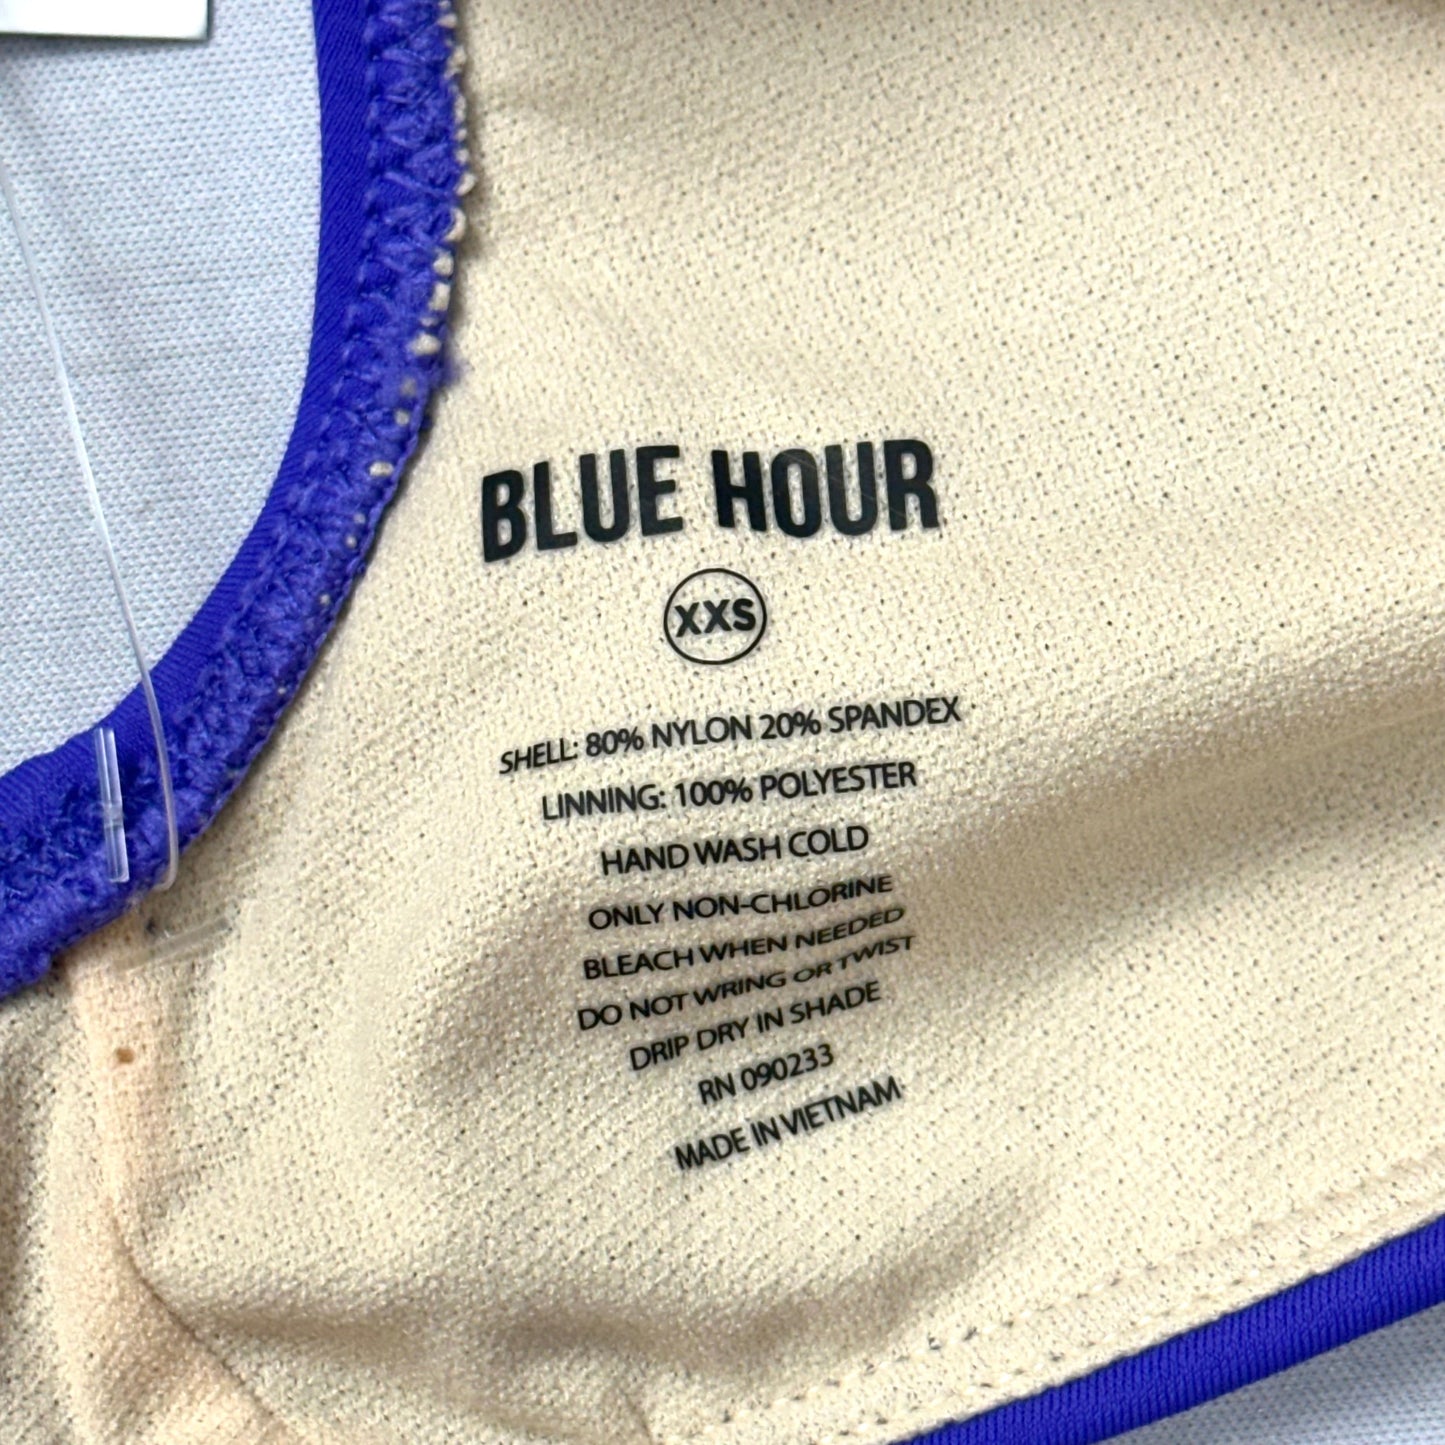 BLUE HOUR
XXS
SHELL: 80% NYLON 20% SPANDEX
LINNING: 100% POLYESTER
HAND WASH COLD
ONLY NON-CHLORINE
BLEACH WHEN NEEDED
DO NOT WRING OR TWIST
DRIP DRY IN SHADE
RN 090233
MADE IN VIETNAM